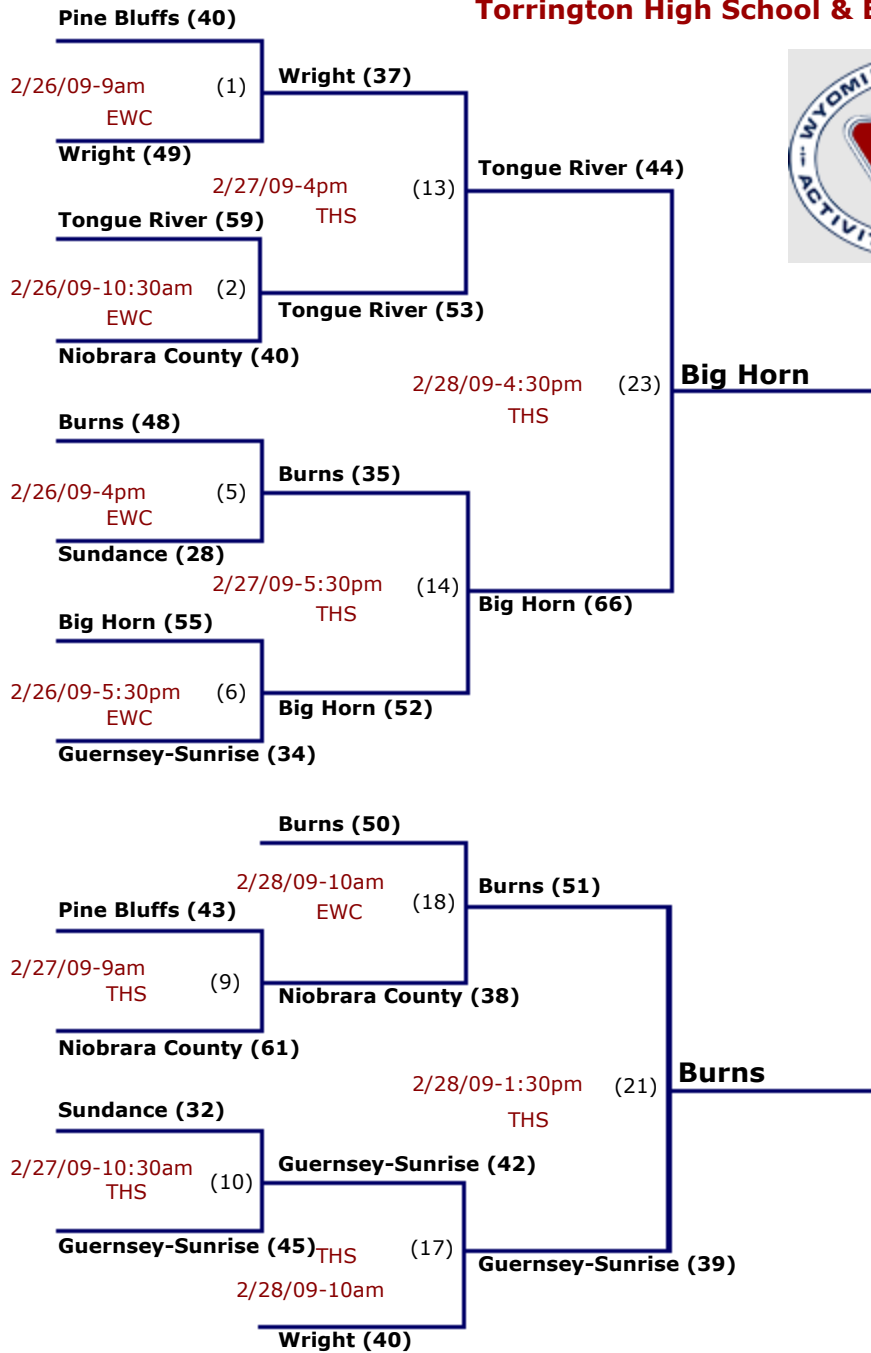 Torrington High School & E
Pine Bluffs (40)
2/26/09-9am (1)
EWC
Wright (49)
Wright (37)
2/27/09-4pm (13)
THS
Tongue River (59)
2/26/09-10:30am (2)
EWC
Niobrara County (40)
Tongue River (53)
Tongue River (44)
2/28/09-4:30pm (23)
THS
Big Horn
Burns (48)
2/26/09-4pm (5)
EWC
Sundance (28)
Burns (35)
2/27/09-5:30pm (14)
THS
Big Horn (66)
Big Horn (55)
2/26/09-5:30pm (6)
EWC
Guernsey-Sunrise (34)
Big Horn (52)
Burns (50)
2/28/09-10am (18)
EWC
Burns (51)
Pine Bluffs (43)
2/27/09-9am (9)
THS
Niobrara County (61)
Niobrara County (38)
2/28/09-1:30pm (21)
THS
Burns
Sundance (32)
2/27/09-10:30am (10)
THS
Guernsey-Sunrise (45)
Guernsey-Sunrise (42)
THS (17)
2/28/09-10am
Wright (40)
Guernsey-Sunrise (39)
WYOMI
ACTIVIT